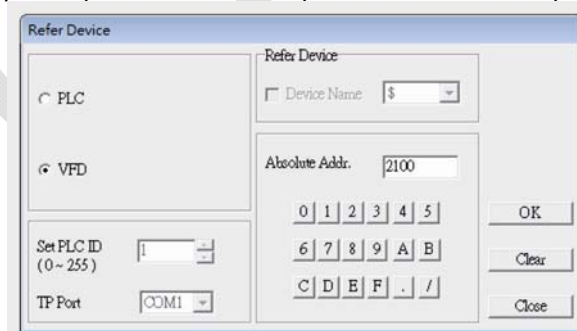 Refer Device
PLC
VFD
Set PLC ID
(0 ~ 255)
1
TP Port
COM1
Refer Device
Device Name
$
Absolute Addr.
2100
0 1 2 3 4 5
6 7 8 9 A B
C D E F . /
OK
Clear
Close